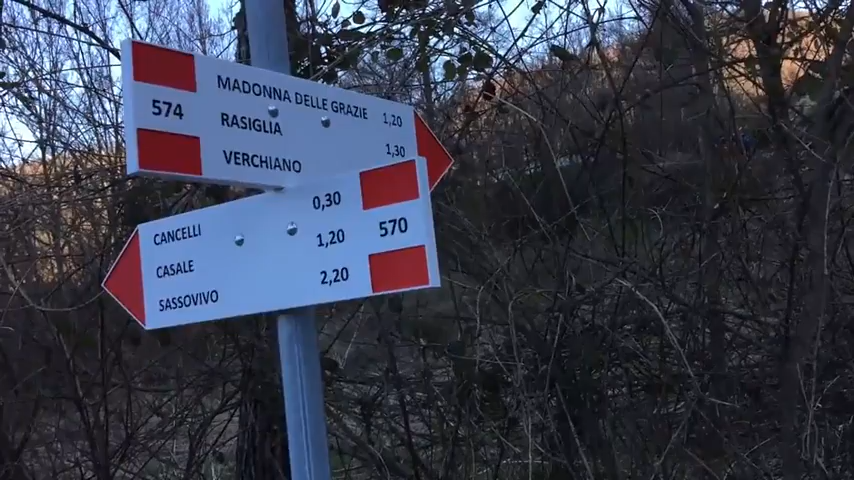 574
MADONNA DELLE GRAZIE 1,20
RASIGLIA
VERCHIANO 1,30
CANCELLI 0,30
CASALE 1,20 570
SASSOVIVO 2,20